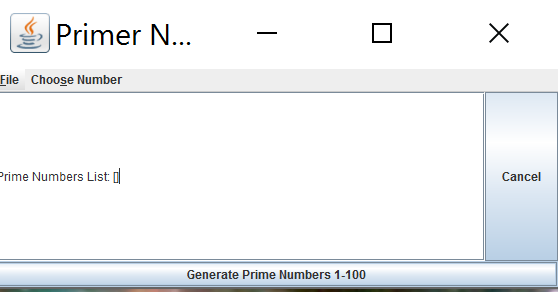 Primer N...
File Choose Number
Prime Numbers List: []
Cancel
Generate Prime Numbers 1-100